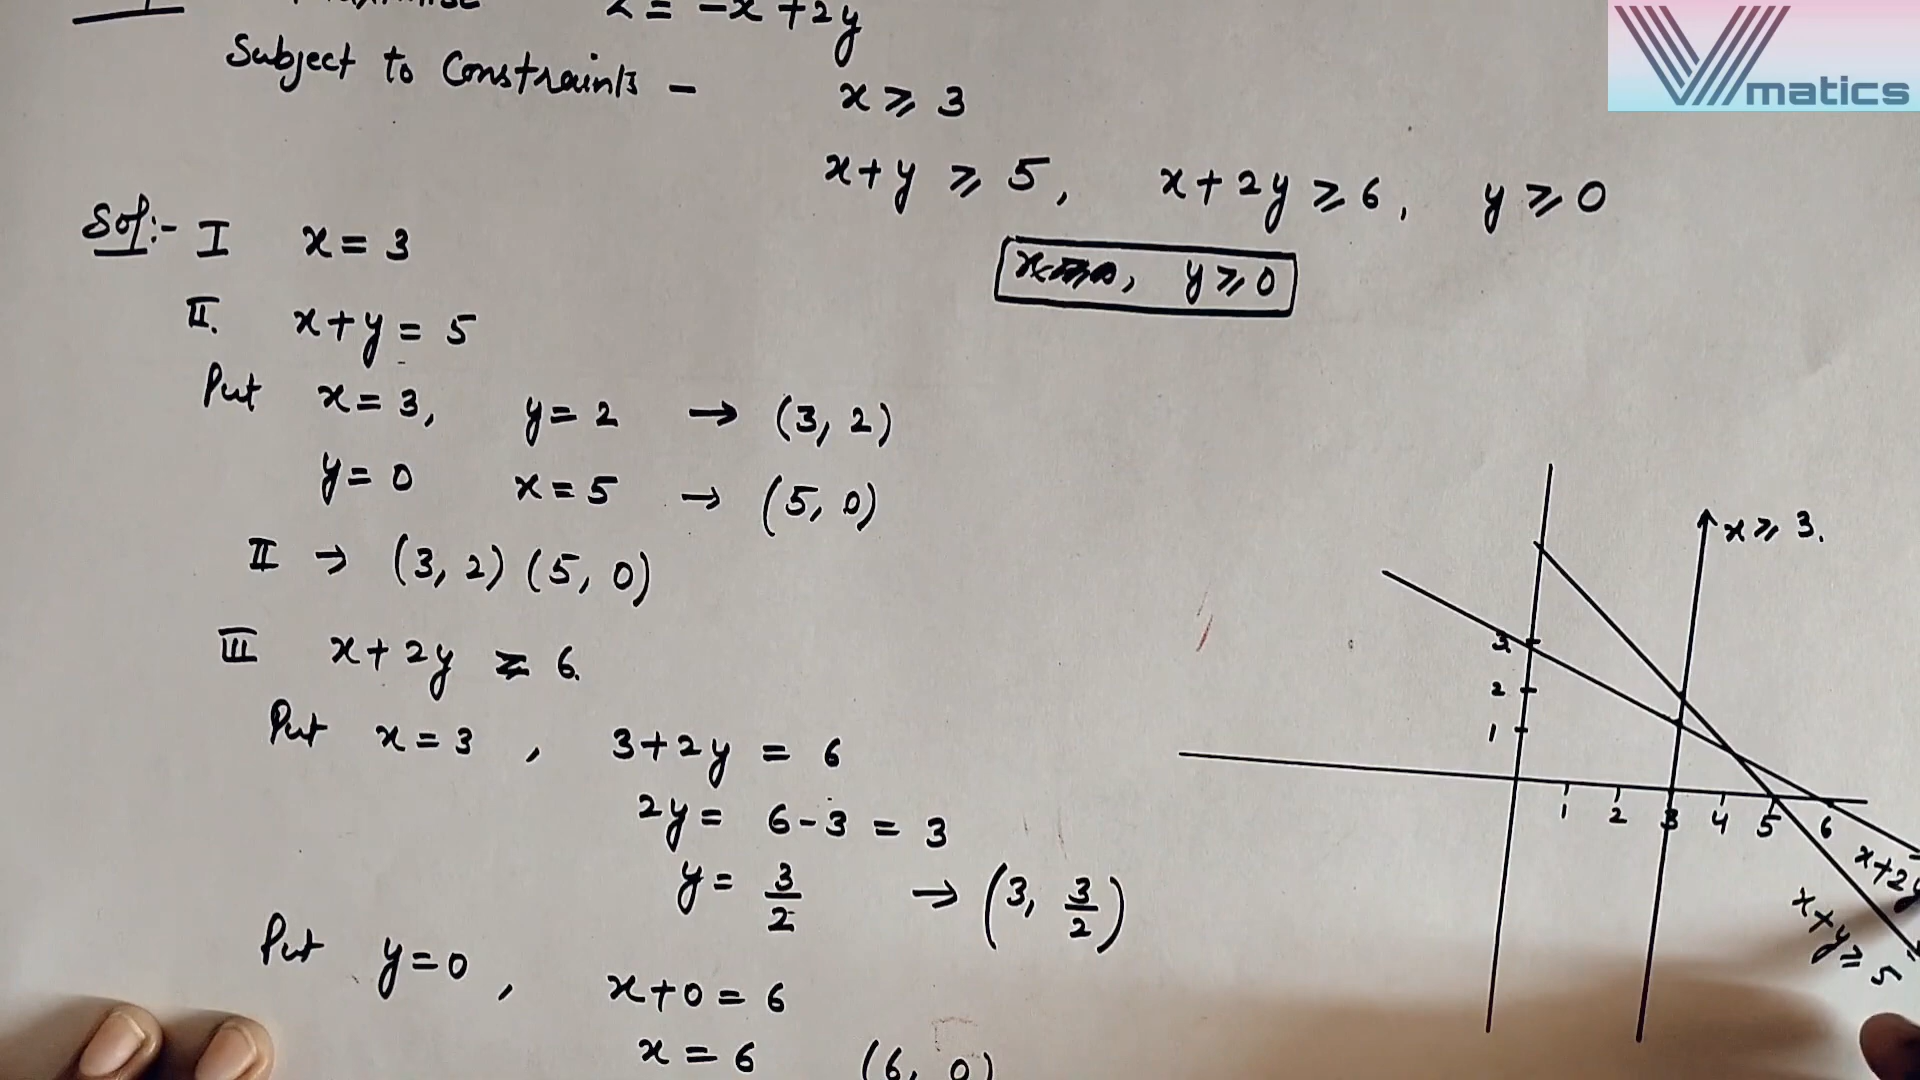 Z = -x + 2y
Subject to Constraints -
x ⩾ 3
x + y ⩾ 5, x + 2y ⩾ 6, y ⩾ 0
Sol:- I x = 3
y ⩾ 0
II. x + y = 5
Put x = 3, y = 2 → (3, 2)
y = 0 x = 5 → (5, 0)
II → (3, 2) (5, 0)
III x + 2y = 6.
Put x = 3, 3 + 2y = 6
2y = 6 - 3 = 3
y = 3/2 → (3, 3/2)
Put y = 0, x + 0 = 6
x = 6 (6, 0)
x ⩾ 3.
3
2
1
1 2 3 4 5 6
x + 2y
x + y ⩾ 5
Vmatics